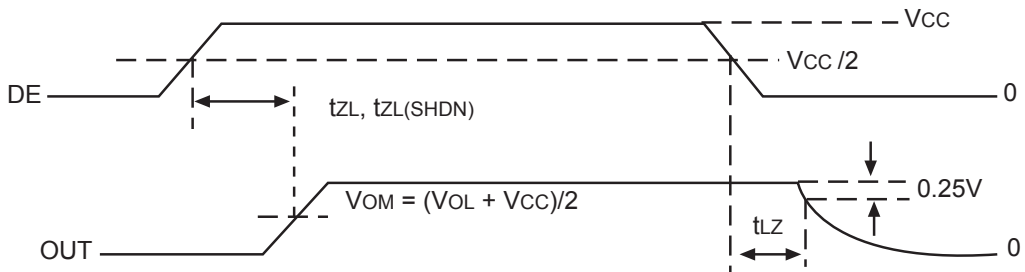 VCC
VCC /2
DE
0
tZL, tZL(SHDN)
VOM = (VOL + VCC)/2
0.25V
tLZ
OUT
0